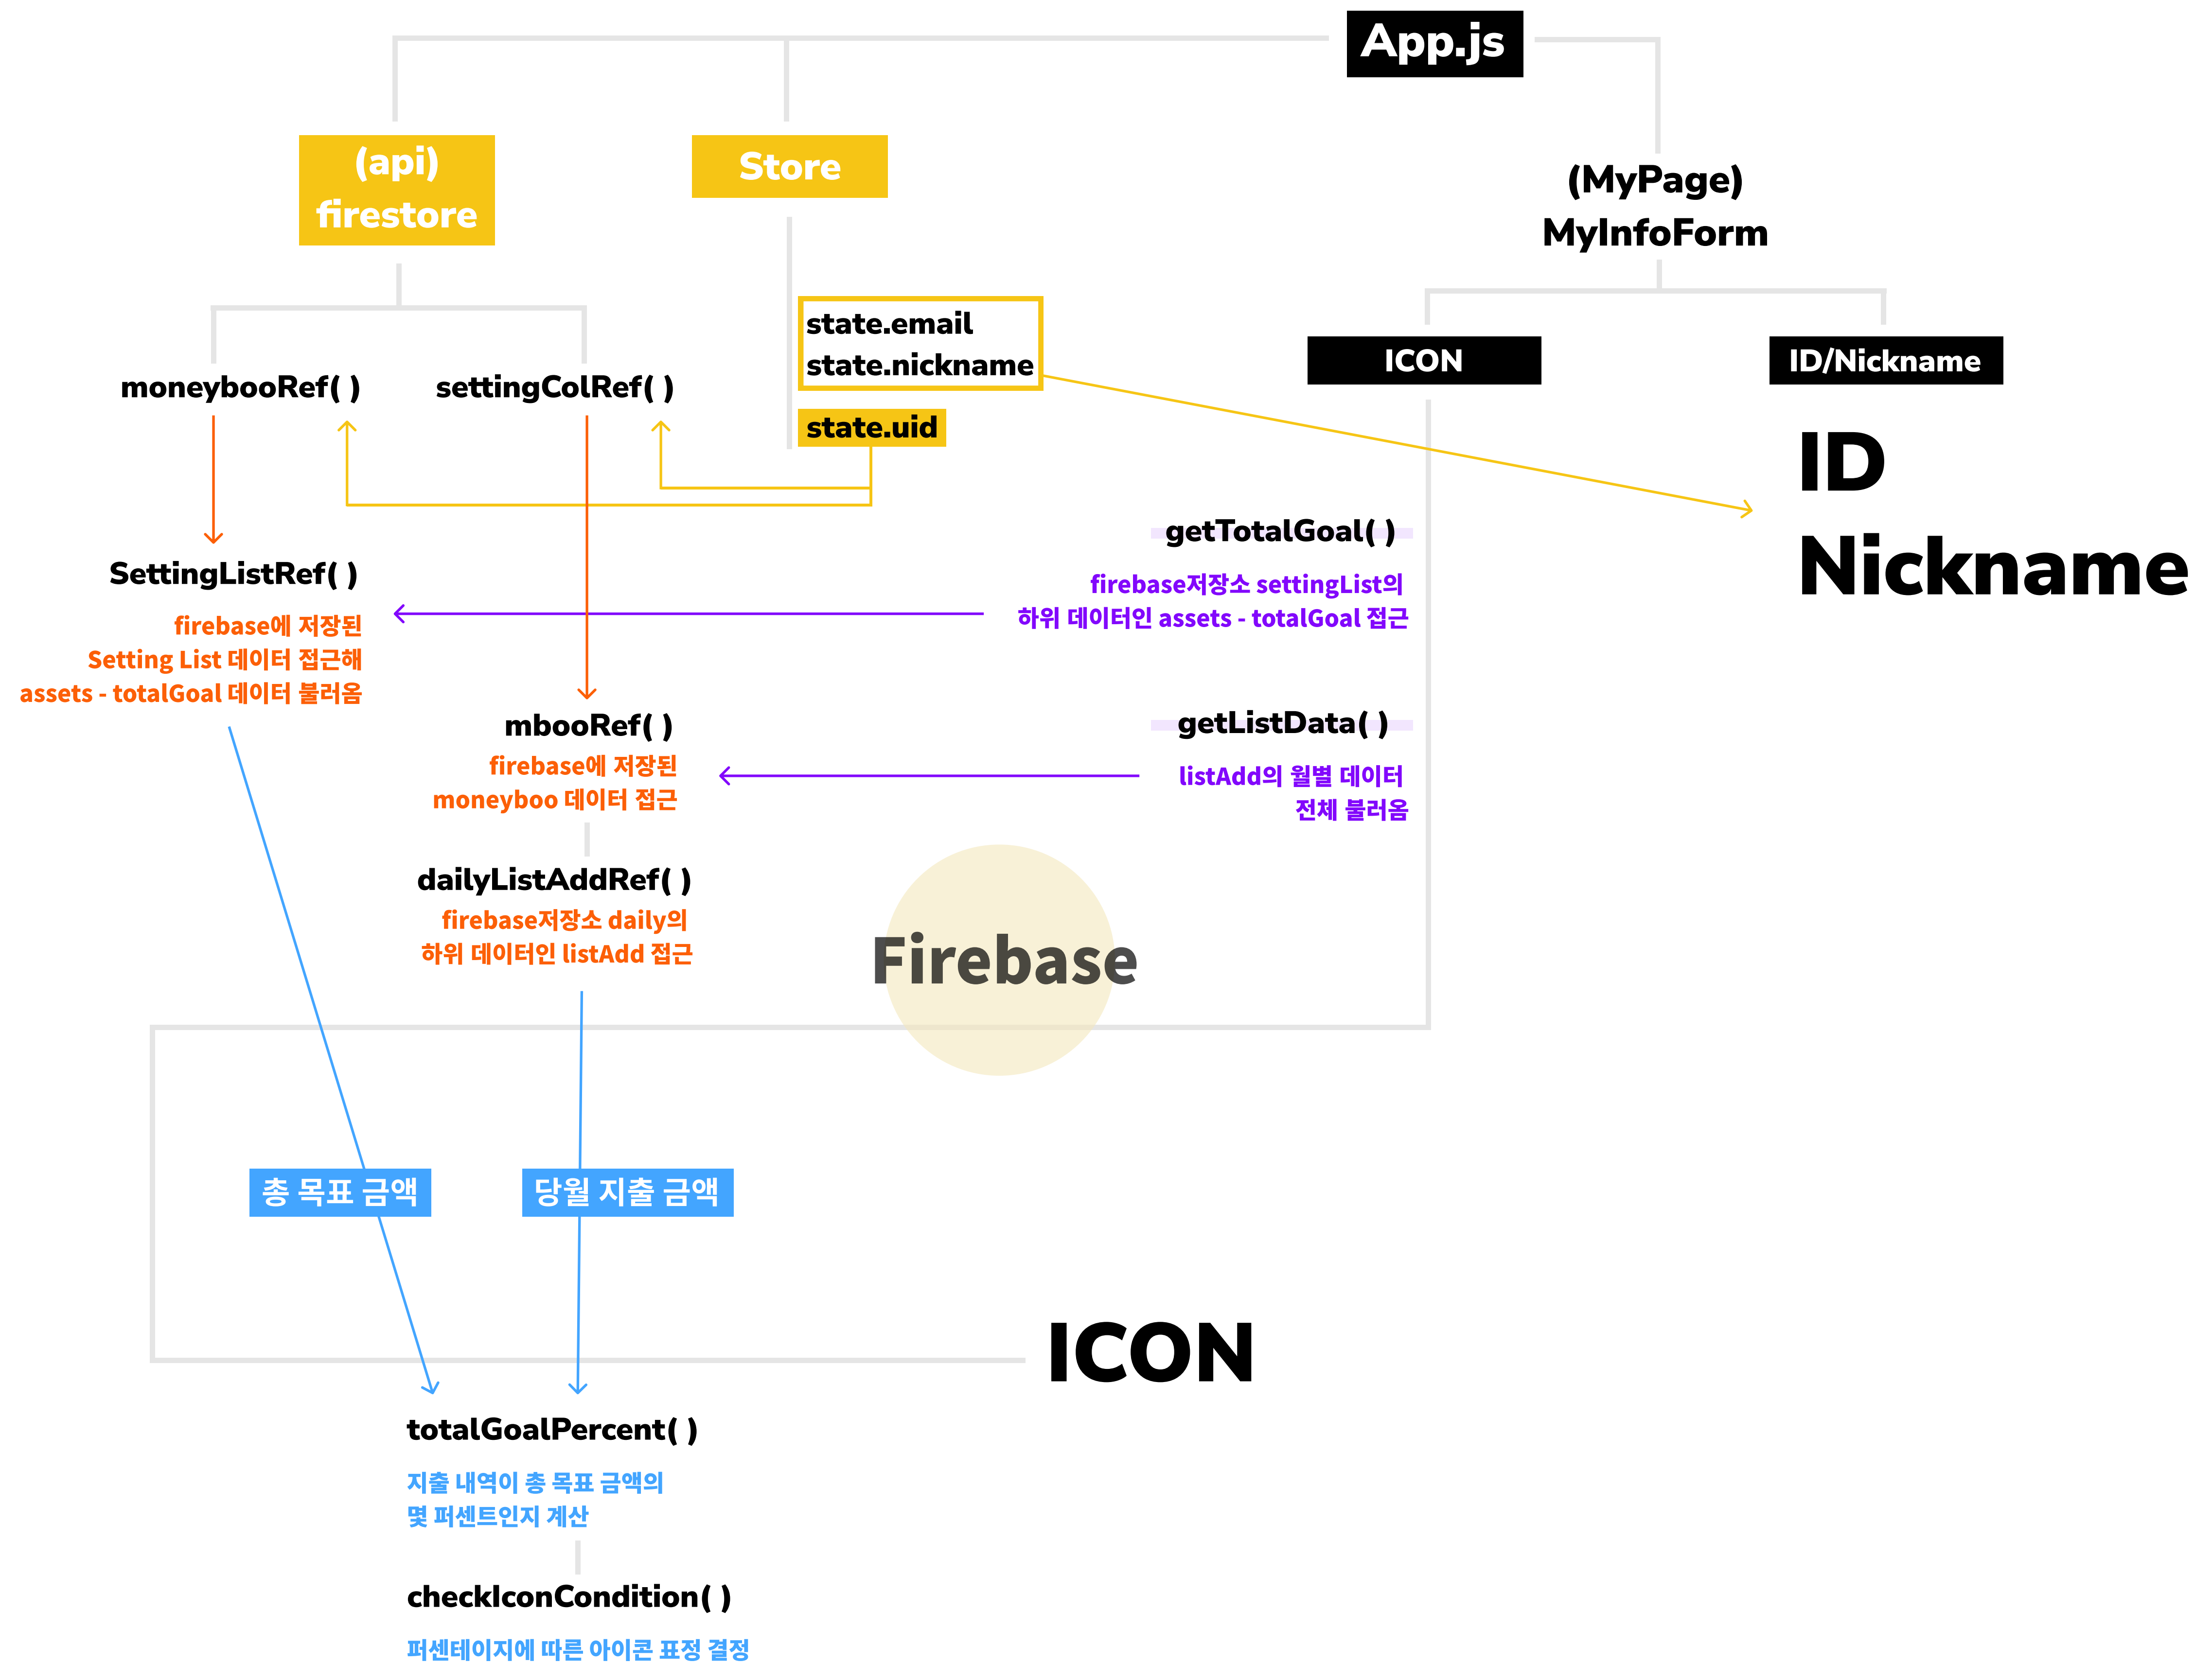 App.js
(api)
firestore
Store
(MyPage)
MyInfoForm
state.email
state.nickname
state.uid
ICON
ID/Nickname
moneybooRef( )
settingColRef( )
ID
Nickname
getTotalGoal( )
firebase저장소 settingList의
하위 데이터인 assets - totalGoal 접근
SettingListRef( )
firebase에 저장된
Setting List 데이터 접근해
assets - totalGoal 데이터 불러옴
mbooRef( )
firebase에 저장된
moneyboo 데이터 접근
getListData( )
listAdd의 월별 데이터
전체 불러옴
dailyListAddRef( )
firebase저장소 daily의
하위 데이터인 listAdd 접근
Firebase
총 목표 금액
당월 지출 금액
ICON
totalGoalPercent( )
지출 내역이 총 목표 금액의
몇 퍼센트인지 계산
checkIconCondition( )
퍼센테이지에 따른 아이콘 표정 결정